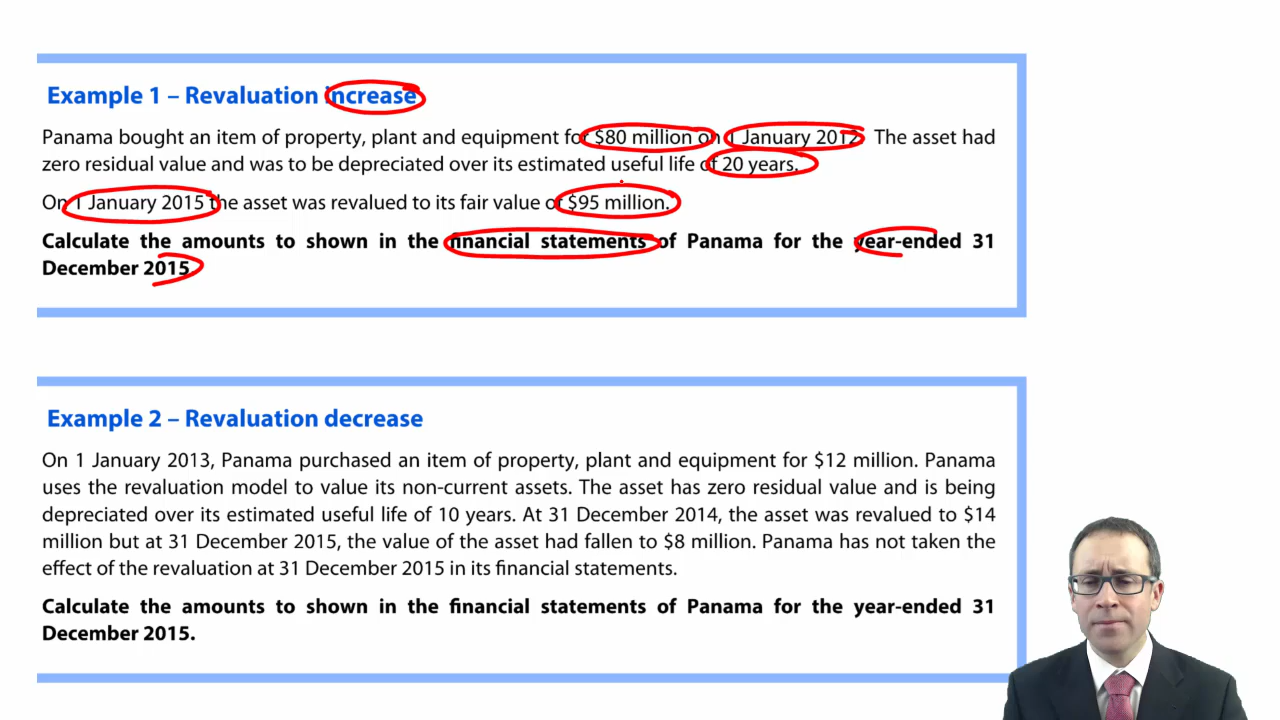 Example 1 – Revaluation increase
Panama bought an item of property, plant and equipment for $80 million on 1 January 2012. The asset had
zero residual value and was to be depreciated over its estimated useful life of 20 years.
On 1 January 2015 the asset was revalued to its fair value of $95 million.
Calculate the amounts to shown in the financial statements of Panama for the year-ended 31
December 2015
Example 2 – Revaluation decrease
On 1 January 2013, Panama purchased an item of property, plant and equipment for $12 million. Panama
uses the revaluation model to value its non-current assets. The asset has zero residual value and is being
depreciated over its estimated useful life of 10 years. At 31 December 2014, the asset was revalued to $14
million but at 31 December 2015, the value of the asset had fallen to $8 million. Panama has not taken the
effect of the revaluation at 31 December 2015 in its financial statements.
Calculate the amounts to shown in the financial statements of Panama for the year-ended 31
December 2015.